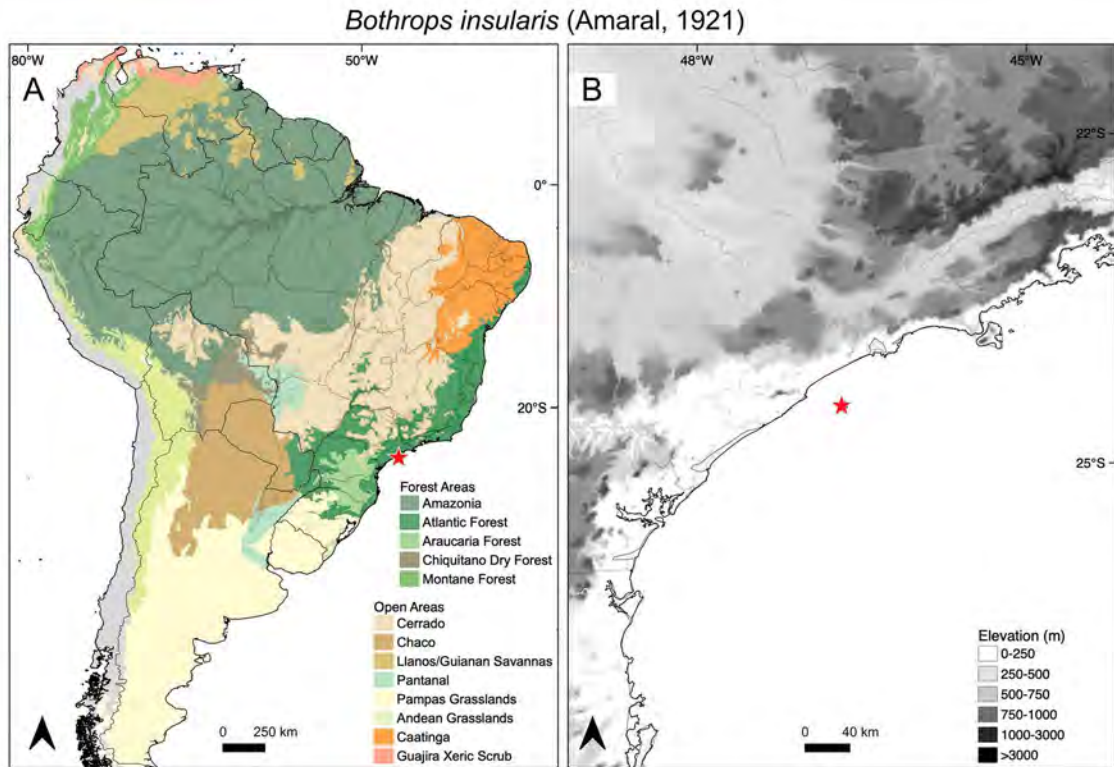 Bothrops insularis (Amaral, 1921)
A
80°W
50°W
0°
20°S
Forest Areas
Amazonia
Atlantic Forest
Araucaria Forest
Chiquitano Dry Forest
Montane Forest
Open Areas
Cerrado
Chaco
Llanos/Guianan Savannas
Pantanal
Pampas Grasslands
Andean Grasslands
Caatinga
Guajira Xeric Scrub
0 250 km
B
48°W
45°W
22°S
25°S
Elevation (m)
0-250
250-500
500-750
750-1000
1000-3000
>3000
0 40 km